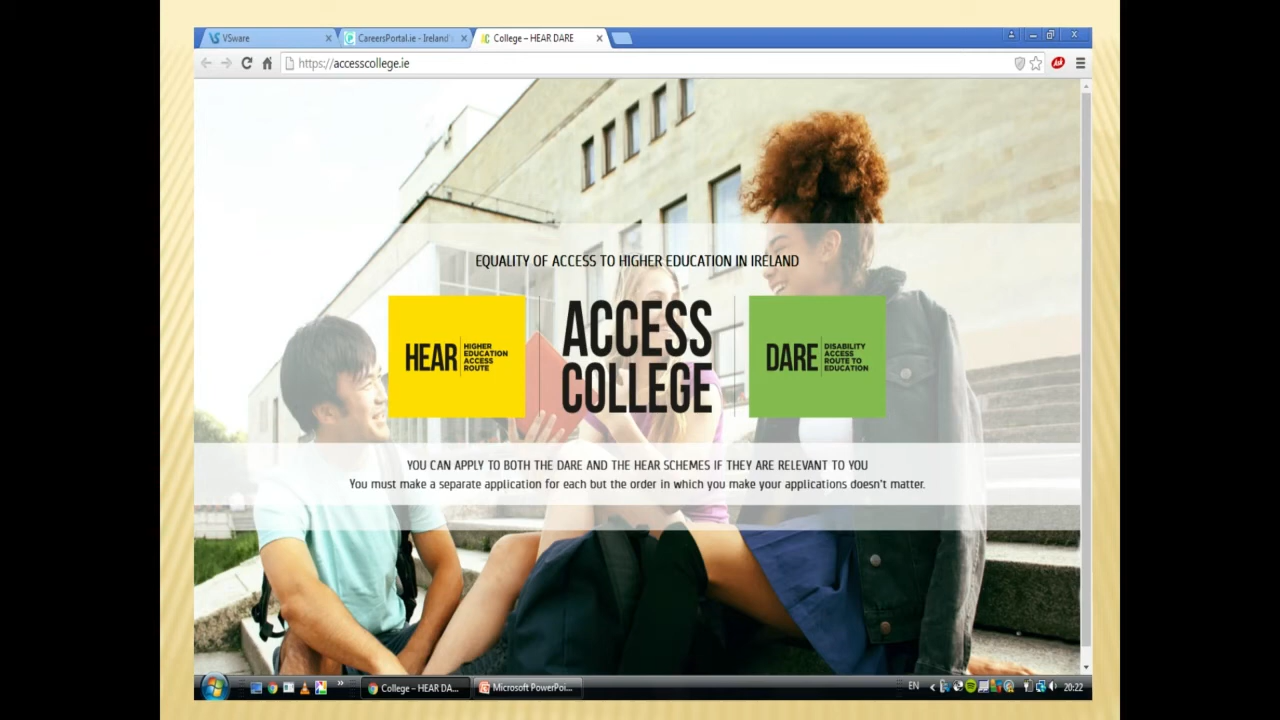 VSware
CareersPortal.ie - Ireland's
College – HEAR DARE
https://accesscollege.ie
EQUALITY OF ACCESS TO HIGHER EDUCATION IN IRELAND
HEAR
HIGHER
EDUCATION
ACCESS
ROUTE
ACCESS
COLLEGE
DARE
DISABILITY
ACCESS
ROUTE TO
EDUCATION
YOU CAN APPLY TO BOTH THE DARE AND THE HEAR SCHEMES IF THEY ARE RELEVANT TO YOU
You must make a separate application for each but the order in which you make your applications doesn't matter.
College – HEAR DA...
Microsoft PowerPoi...
EN
20:22